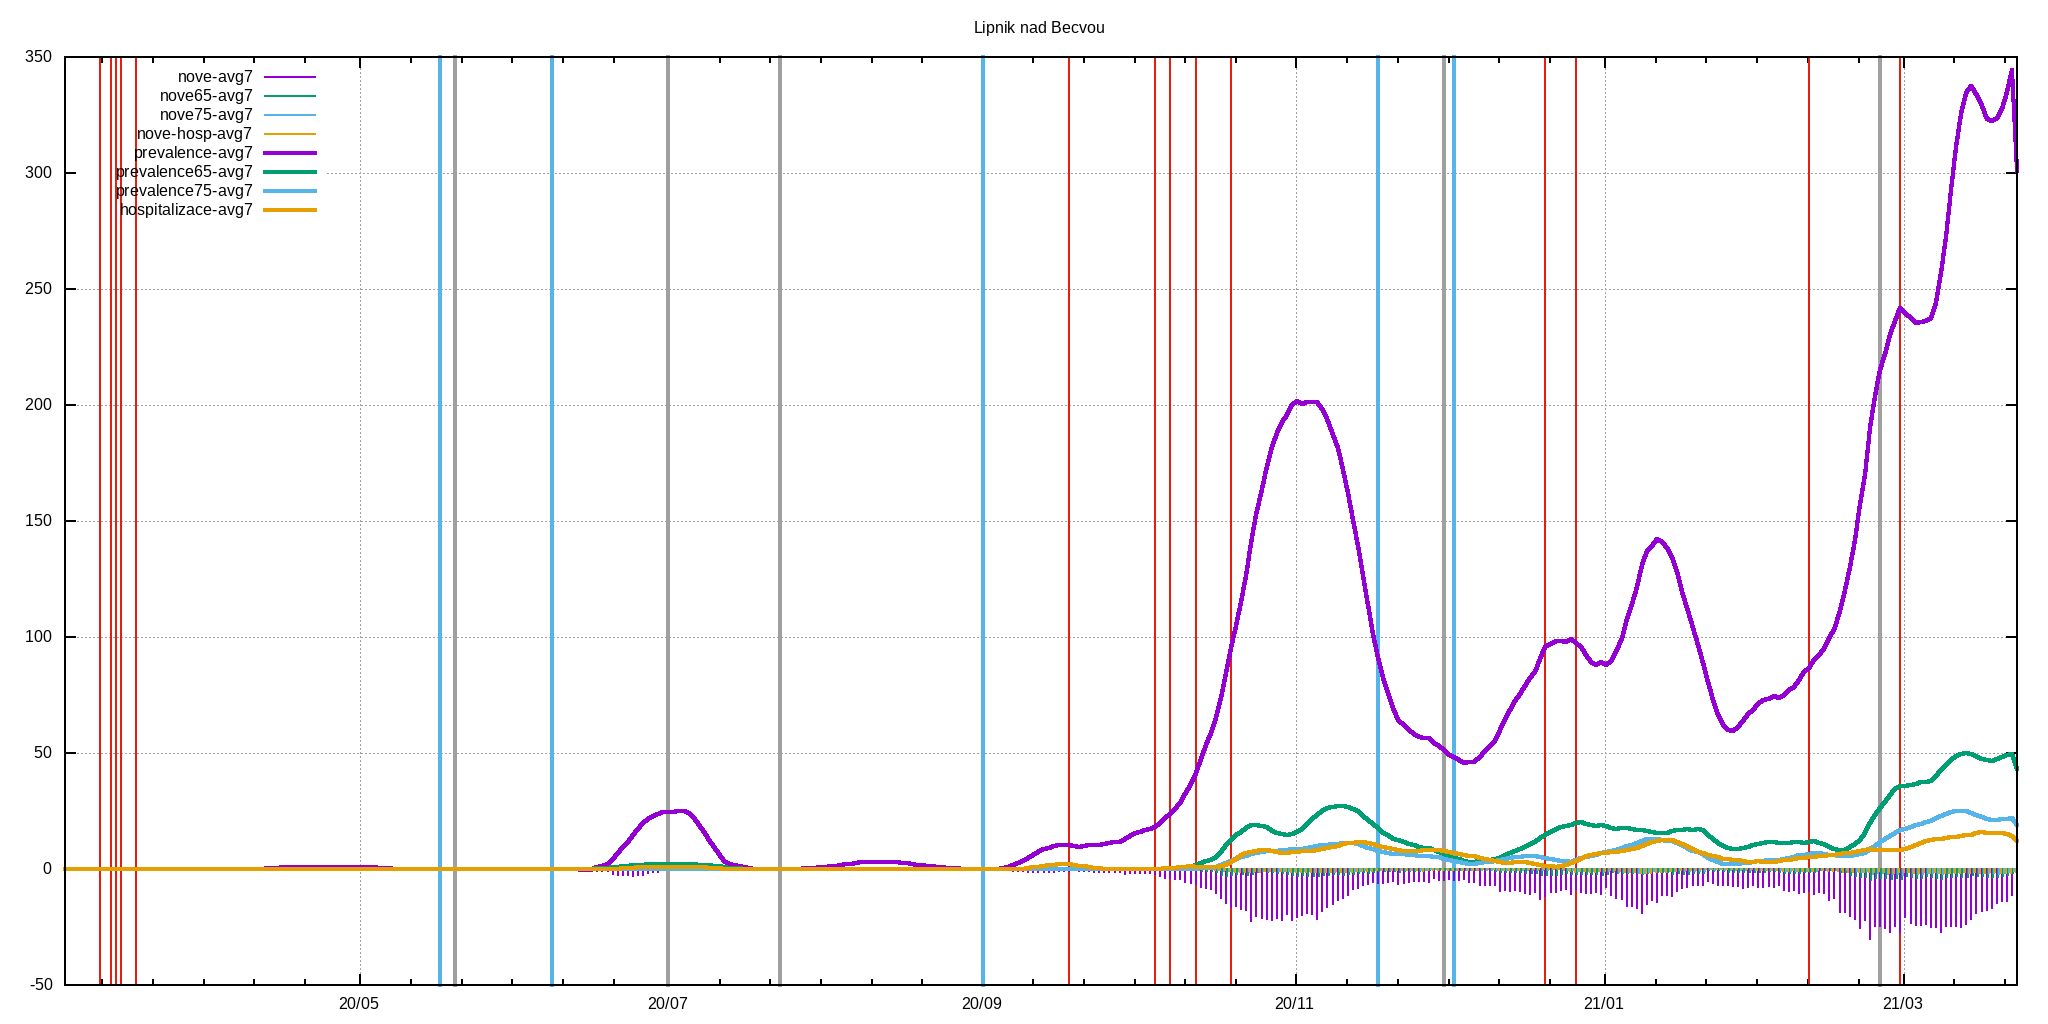 Lipnik nad Becvou
350
300
250
200
150
100
50
0
-50
nove-avg7
nove65-avg7
nove75-avg7
nove-hosp-avg7
prevalence-avg7
prevalence65-avg7
prevalence75-avg7
hospitalizace-avg7
20/05 20/07 20/09 20/11 21/01 21/03